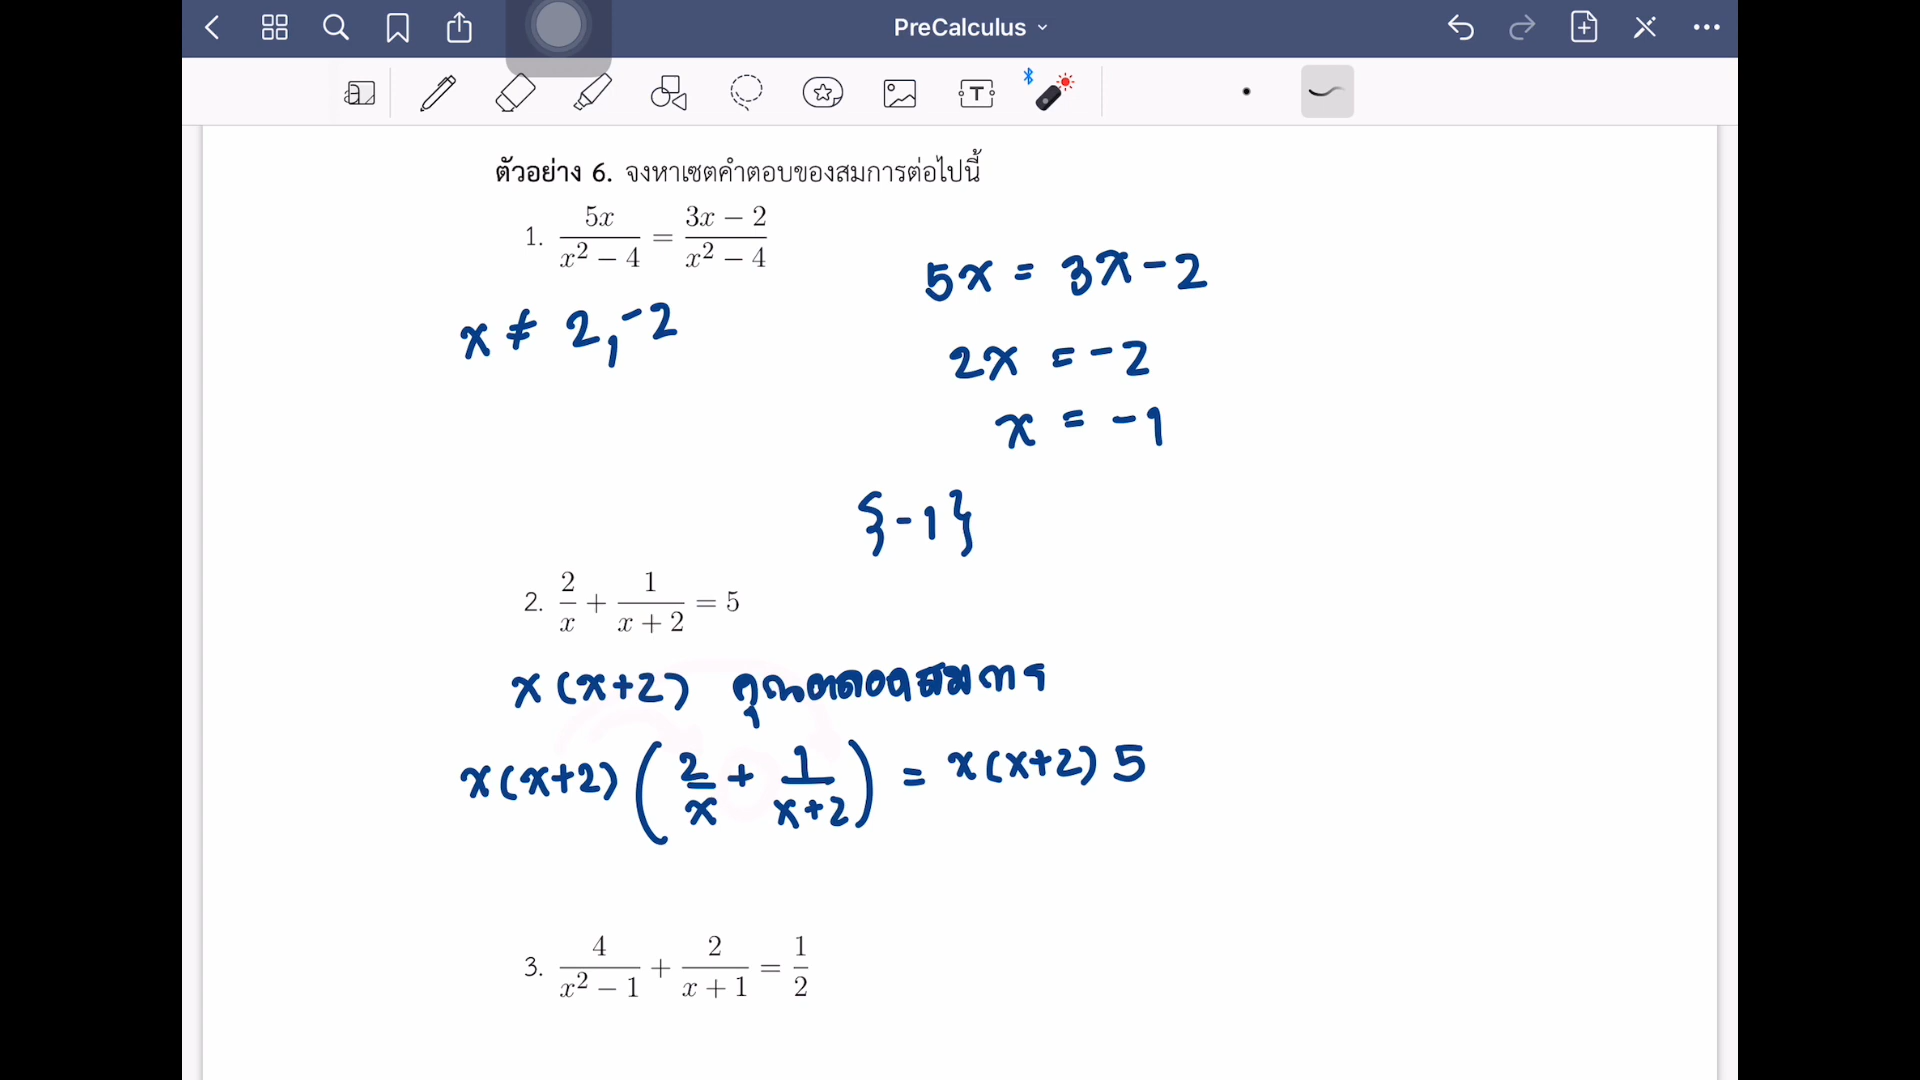 PreCalculus
ตัวอย่าง 6. จงหาเซตคำตอบของสมการต่อไปนี้
1. 5x/(x² − 4) = (3x − 2)/(x² − 4)
5x = 3x - 2
x ≠ 2, -2
2x = -2
x = -1
{-1}
2. 2/x + 1/(x + 2) = 5
x(x+2) คูณตลอดสมการ
x(x+2) (2/x + 1/(x+2)) = x(x+2) 5
3. 4/(x² − 1) + 2/(x + 1) = 1/2